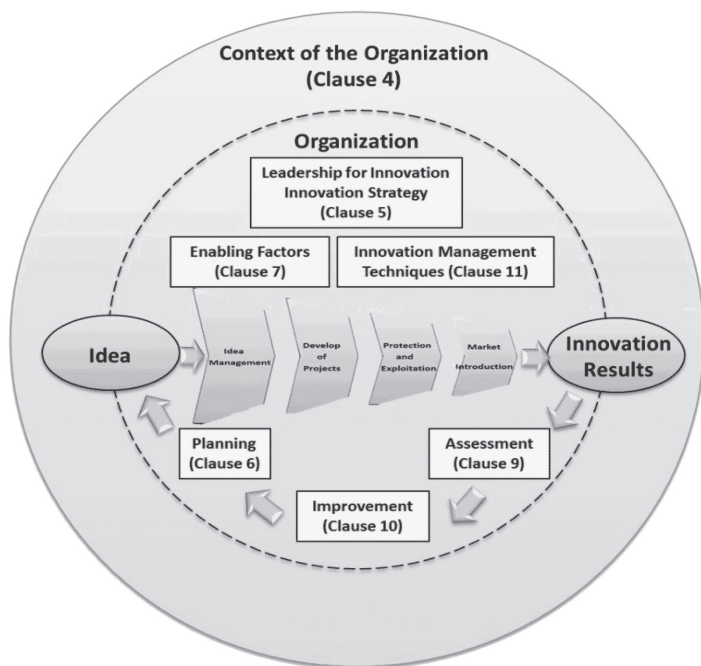 Context of the Organization
(Clause 4)
Organization
Leadership for Innovation
Innovation Strategy
(Clause 5)
Enabling Factors
(Clause 7)
Innovation Management
Techniques (Clause 11)
Idea
Idea
Management
Develop of
Projects
Protection
and
Exploitation
Market
Introduction
Innovation
Results
Planning
(Clause 6)
Assessment
(Clause 9)
Improvement
(Clause 10)